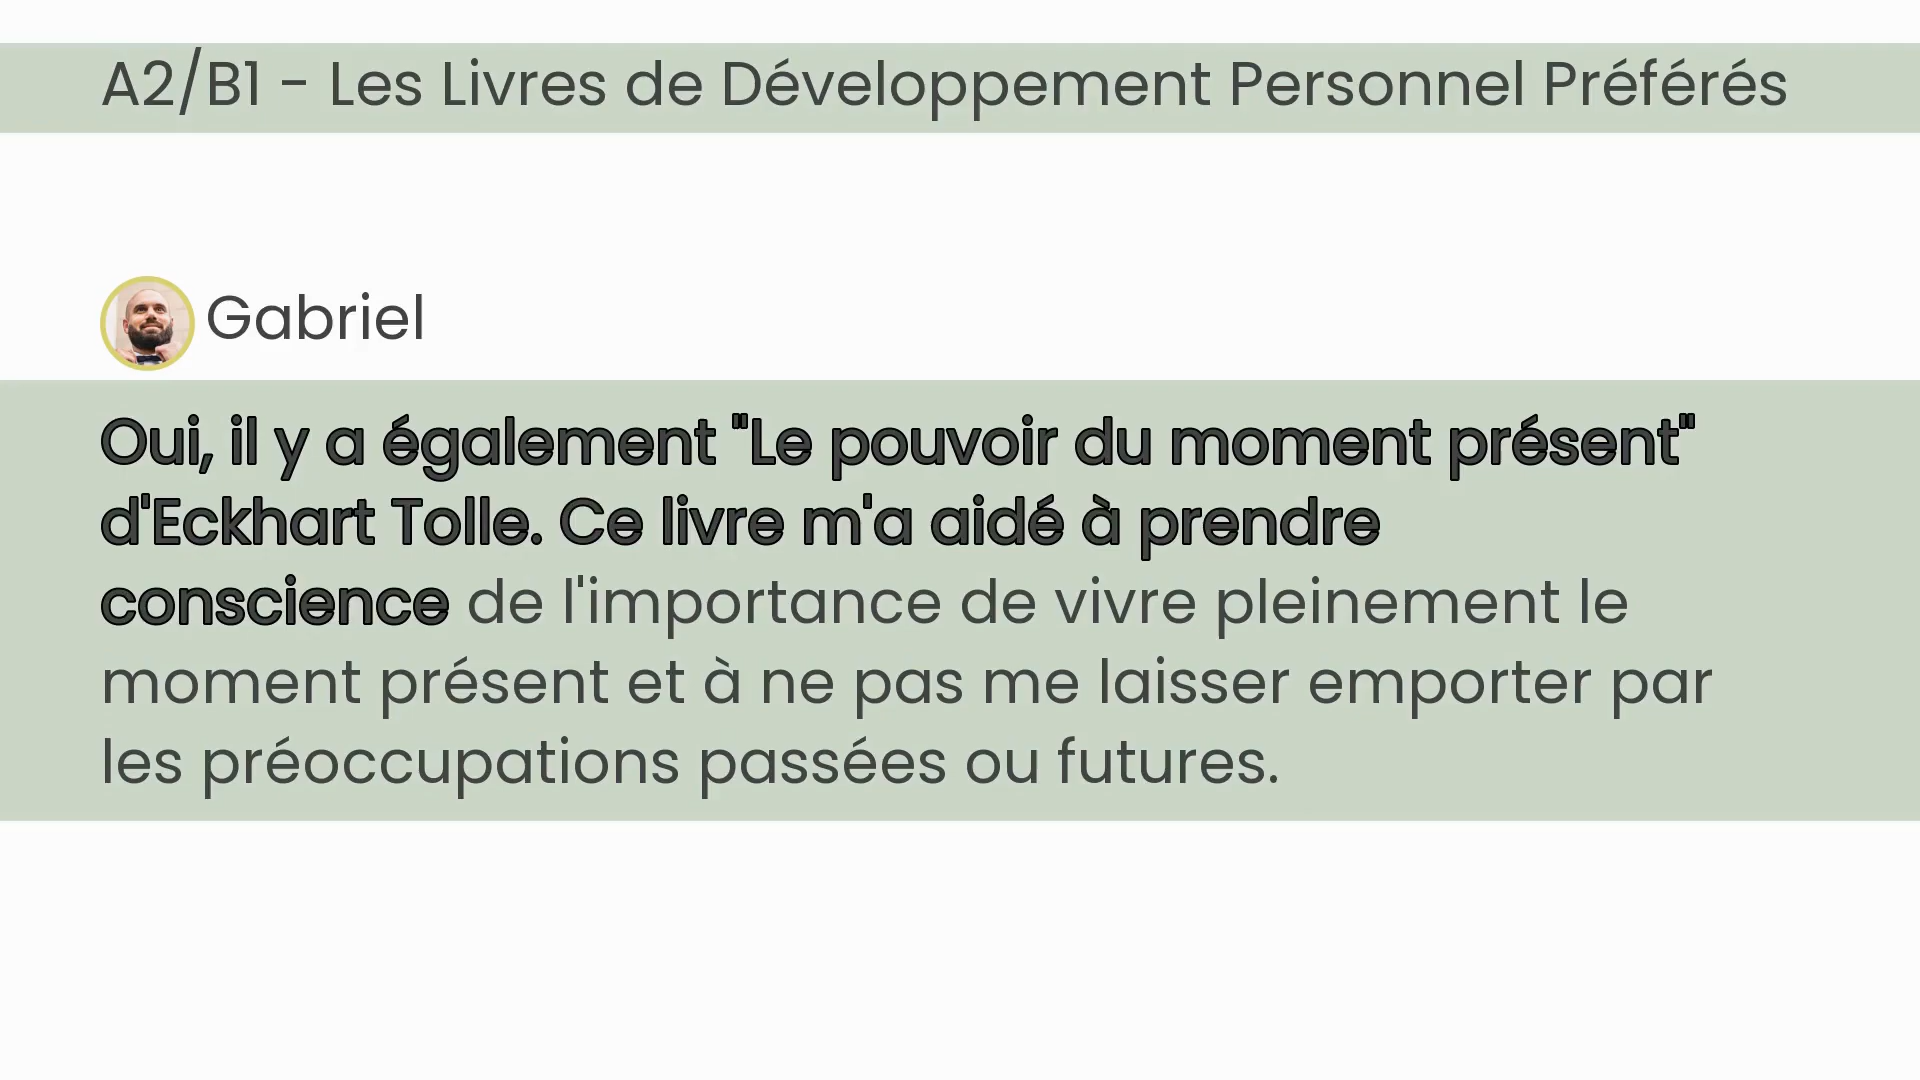 A2/B1 - Les Livres de Développement Personnel Préférés
Gabriel
Oui, il y a également "Le pouvoir du moment présent"
d'Eckhart Tolle. Ce livre m'a aidé à prendre
conscience de l'importance de vivre pleinement le
moment présent et à ne pas me laisser emporter par
les préoccupations passées ou futures.